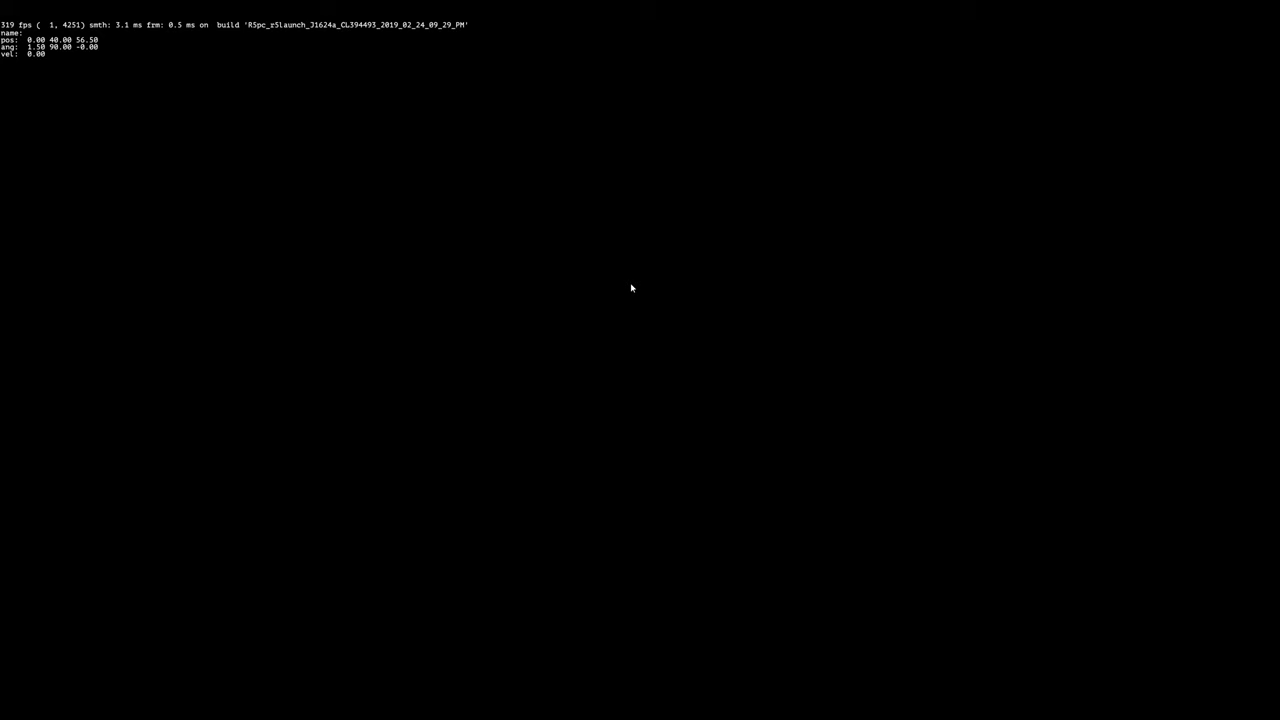 319 fps (  1, 4251) smth: 3.1 ms frm: 0.5 ms on  build 'R5pc_r5launch_J1624a_CL394493_2019_02_24_09_29_PM'
name:
pos:  0.00 40.00 56.50
ang:  1.50 90.00 -0.00
vel:  0.00